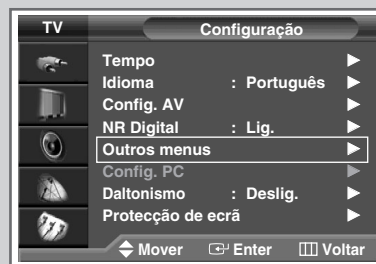 TV Configuração
Tempo
Idioma : Português
Config. AV
NR Digital : Lig.
Outros menus
Config. PC
Daltonismo : Deslig.
Protecção de ecrã
Mover Enter Voltar